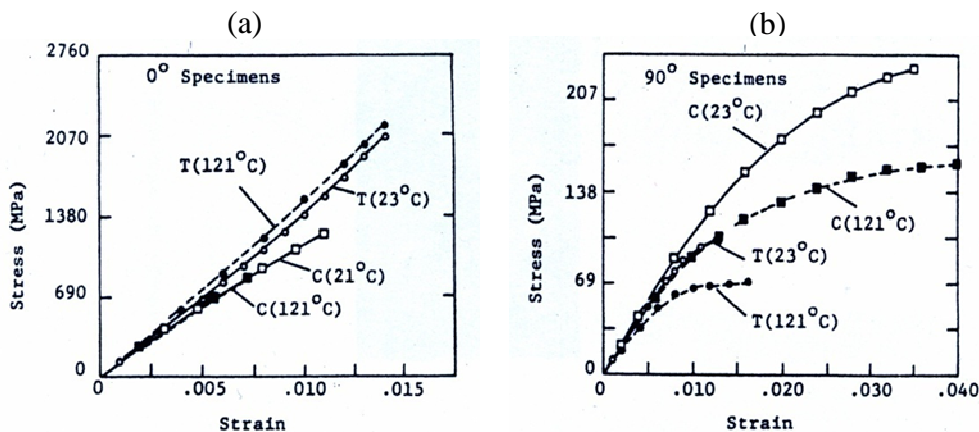 (a)
0° Specimens
2760
2070
1380
690
0
Stress (MPa)
T(121°C)
T(23°C)
C(21°C)
C(121°C)
0
.005
.010
.015
Strain
(b)
90° Specimens
207
138
69
0
Stress (MPa)
C(23°C)
C(121°C)
T(23°C)
T(121°C)
0
.010
.020
.030
.040
Strain